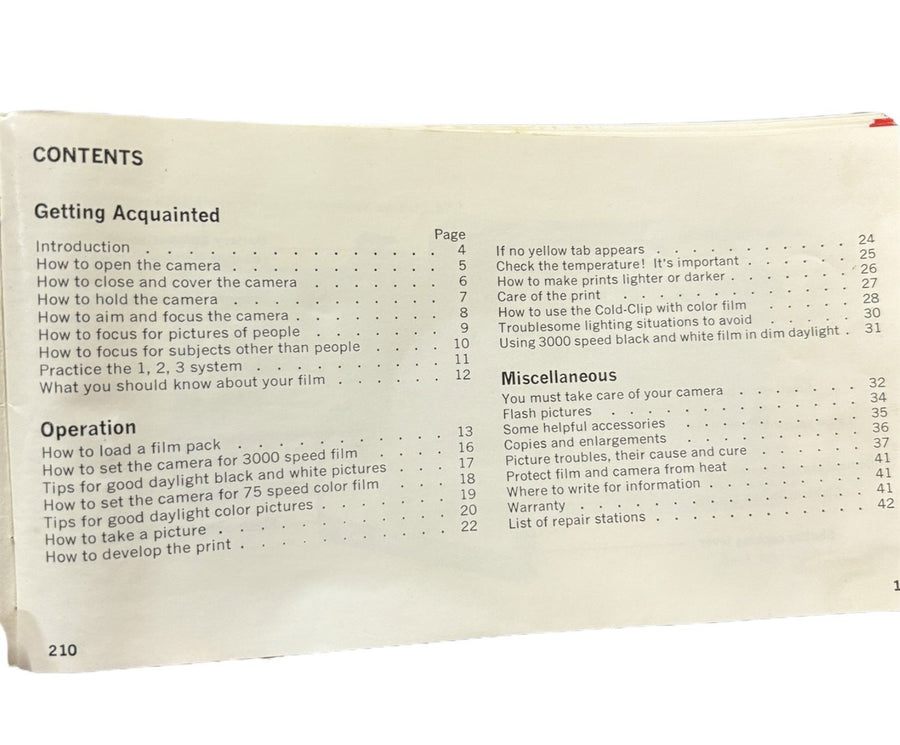 CONTENTS
Getting Acquainted
Page
Introduction . . . . . . . . . . . . 4
How to open the camera . . . . . . . . . . 5
How to close and cover the camera . . . . . . . 6
How to hold the camera . . . . . . . . . . 7
How to aim and focus the camera . . . . . . . . 8
How to focus for pictures of people . . . . . . . 9
How to focus for subjects other than people . . . . 10
Practice the 1, 2, 3 system . . . . . . . . . 11
What you should know about your film . . . . . . 12
Operation
How to load a film pack . . . . . . . . . . 13
How to set the camera for 3000 speed film . . . . 16
Tips for good daylight black and white pictures . . . 17
How to set the camera for 75 speed color film . . . 18
Tips for good daylight color pictures . . . . . . 19
How to take a picture . . . . . . . . . . 20
How to develop the print . . . . . . . . . 22
210
If no yellow tab appears . . . . . . . . . 24
Check the temperature! It's important . . . . . . 25
How to make prints lighter or darker . . . . . . 26
Care of the print . . . . . . . . . . 27
How to use the Cold-Clip with color film . . . . . 28
Troublesome lighting situations to avoid . . . . . 30
Using 3000 speed black and white film in dim daylight . 31
Miscellaneous
You must take care of your camera . . . . . . 32
Flash pictures . . . . . . . . . . . 34
Some helpful accessories . . . . . . . . 35
Copies and enlargements . . . . . . . . 36
Picture troubles, their cause and cure . . . . . 37
Protect film and camera from heat . . . . . . 41
Where to write for information . . . . . . . 41
Warranty . . . . . . . . . . . . 41
List of repair stations . . . . . . . . . 42
1